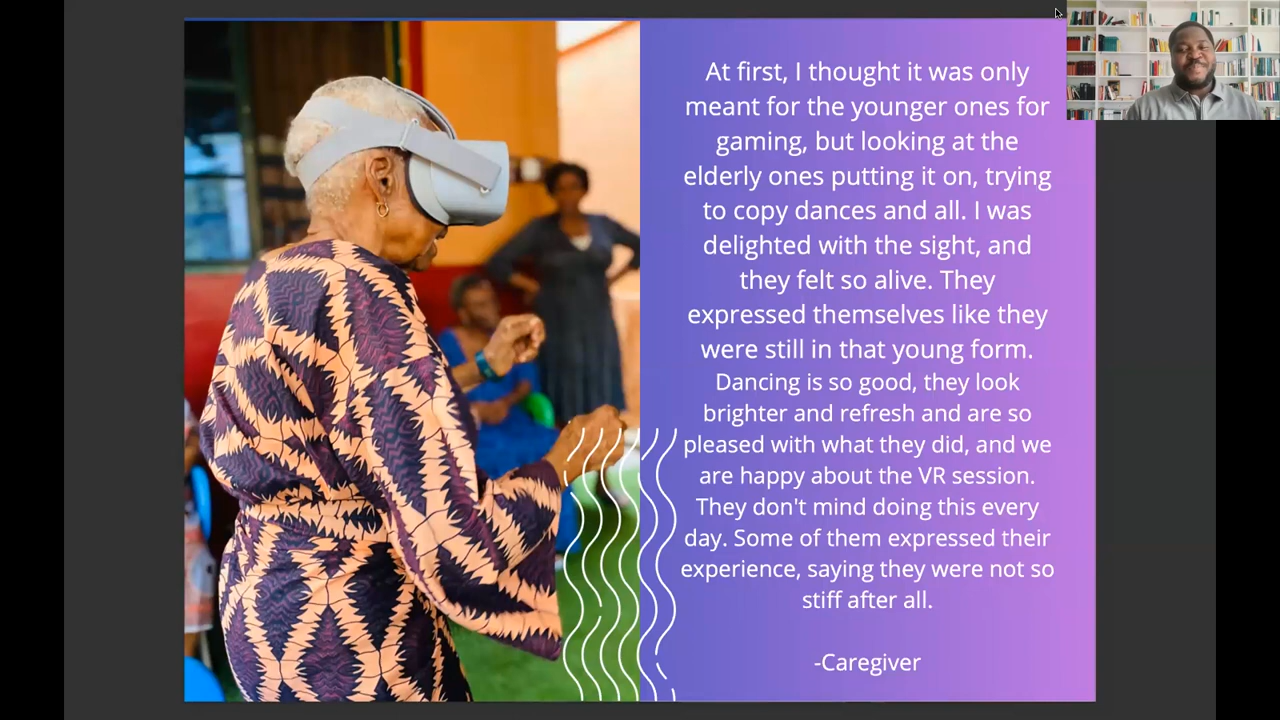 At first, I thought it was only
meant for the younger ones for
gaming, but looking at the
elderly ones putting it on, trying
to copy dances and all. I was
delighted with the sight, and
they felt so alive. They
expressed themselves like they
were still in that young form.
Dancing is so good, they look
brighter and refresh and are so
pleased with what they did, and we
are happy about the VR session.
They don't mind doing this every
day. Some of them expressed their
experience, saying they were not so
stiff after all.
-Caregiver